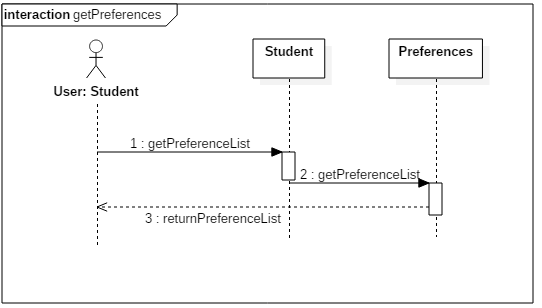 interaction getPreferences
User: Student
Student
Preferences
1 : getPreferenceList
2 : getPreferenceList
3 : returnPreferenceList